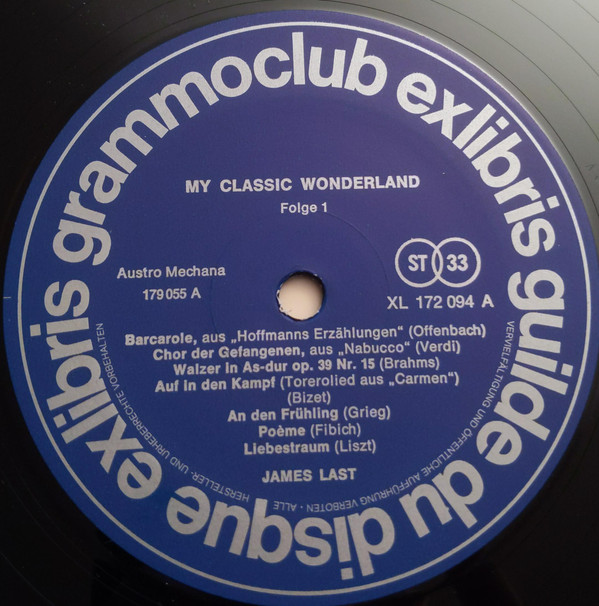 grammoclub exlibris guilde du disque exlibris
MY CLASSIC WONDERLAND
Folge 1
Austro Mechana
179 055 A
ST 33
XL 172 094 A
Barcarole, aus „Hoffmanns Erzählungen“ (Offenbach)
Chor der Gefangenen, aus „Nabucco“ (Verdi)
Walzer in As-dur op. 39 Nr. 15 (Brahms)
Auf in den Kampf (Torerolied aus „Carmen“)
(Bizet)
An den Frühling (Grieg)
Poème (Fibich)
Liebestraum (Liszt)
JAMES LAST
VERVIELFÄLTIGUNG UND ÖFFENTLICHE AUFFÜHRUNG VERBOTEN - ALLE HERSTELLER- UND URHEBERRECHTE VORBEHALTEN